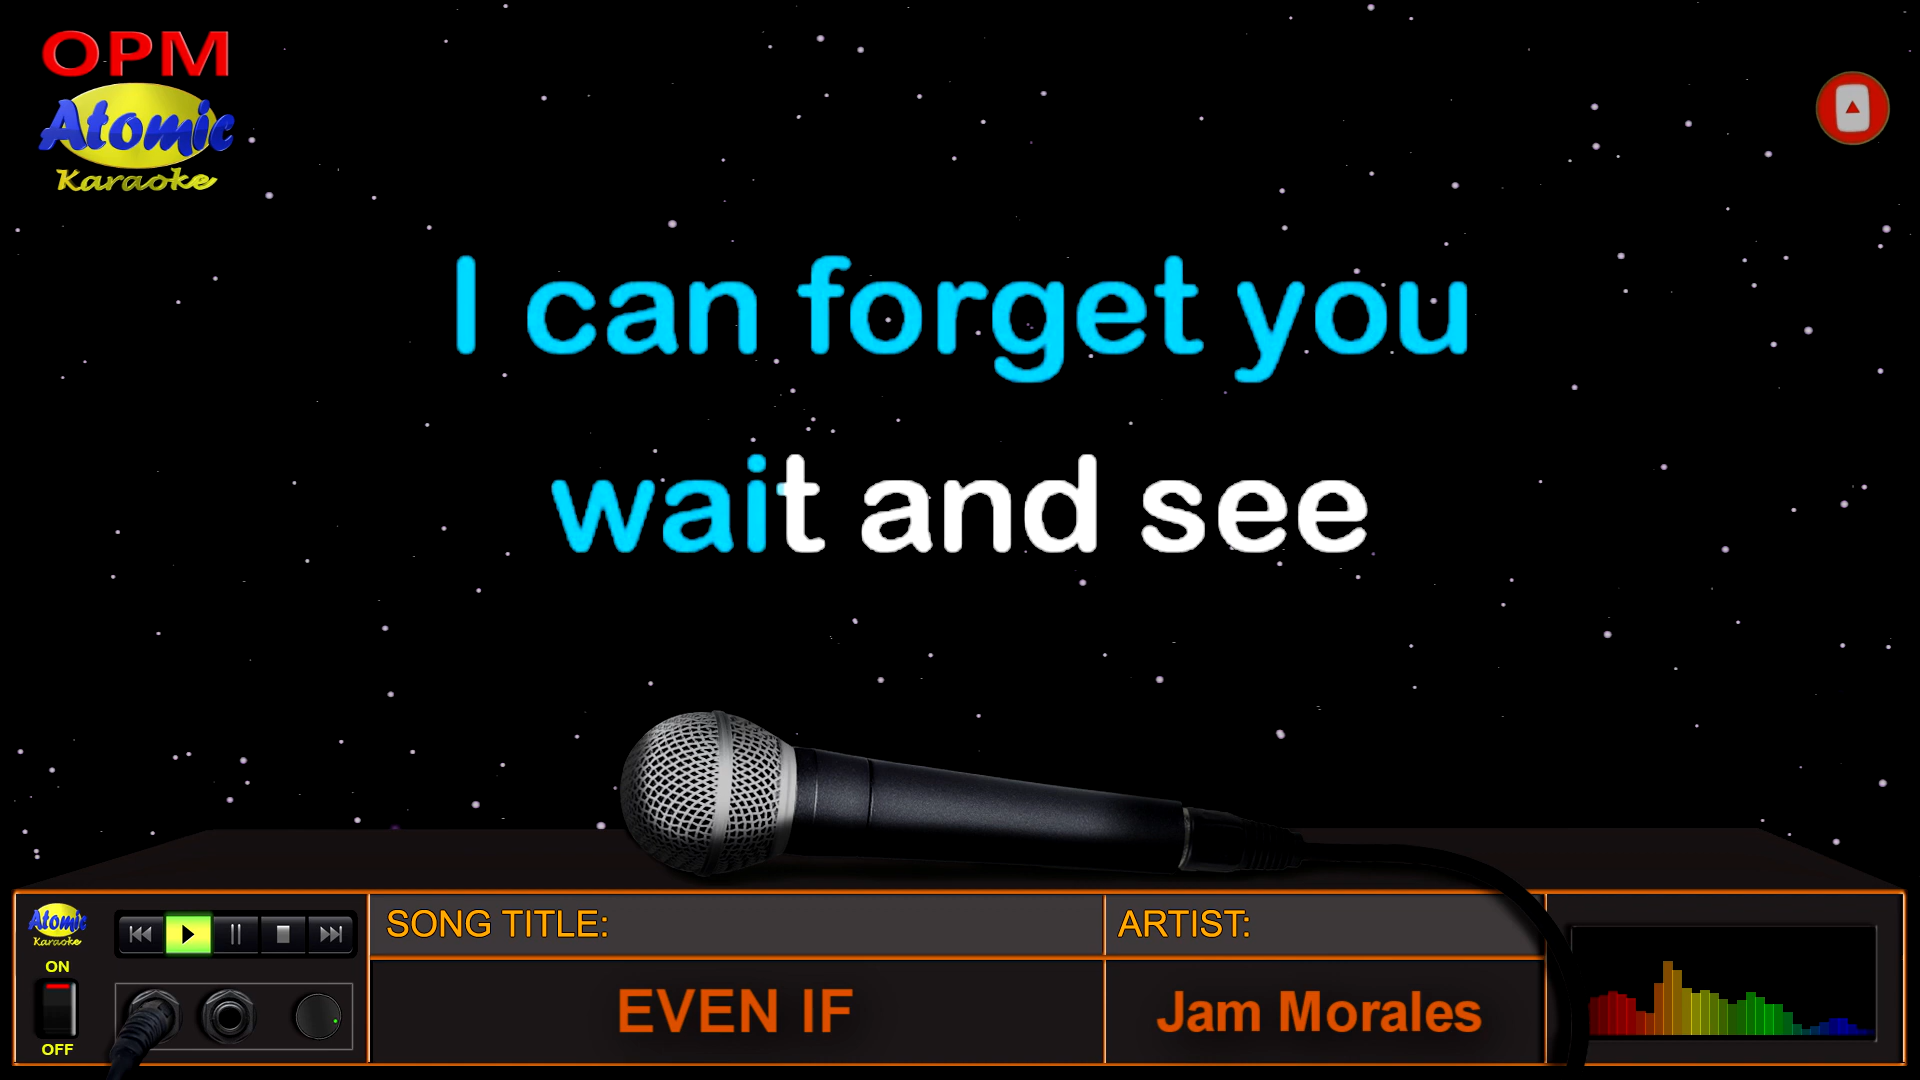 OPM
Atomic
Karaoke
I can forget you
wait and see
Atomic
Karaoke
ON
OFF
SONG TITLE:
EVEN IF
ARTIST:
Jam Morales